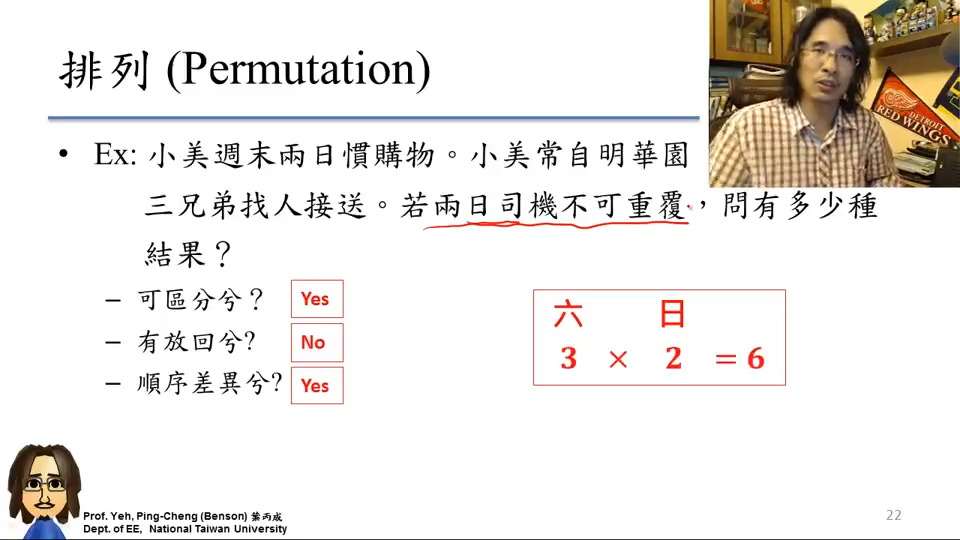 排列 (Permutation)
• Ex: 小美週末兩日慣購物。小美常自明華園
三兄弟找人接送。若兩日司機不可重覆，問有多少種
結果？
– 可區分兮？ Yes
– 有放回兮? No
– 順序差異兮? Yes
六 日
3 × 2 = 6
DETROIT
RED WINGS
Prof. Yeh, Ping-Cheng (Benson) 葉丙成
Dept. of EE, National Taiwan University
22